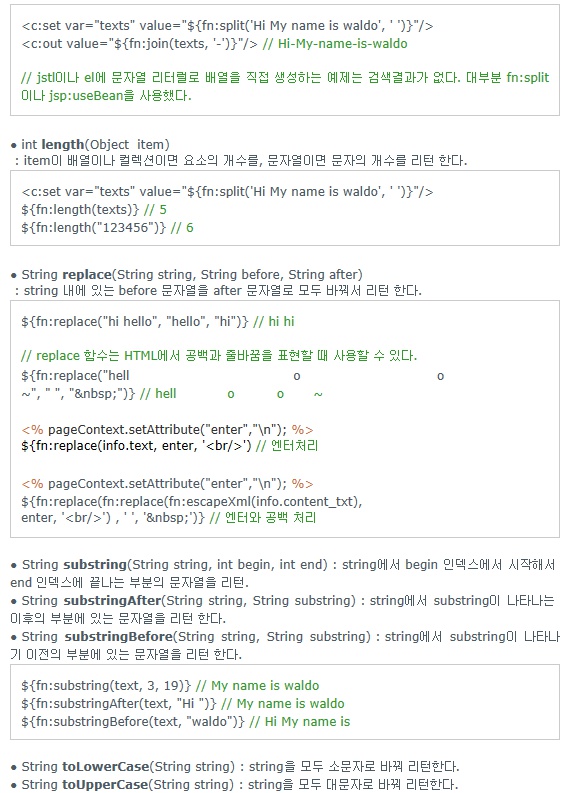 <c:set var="texts" value="${fn:split('Hi My name is waldo', ' ')}"/>
<c:out value="${fn:join(texts, '-')}"/> // Hi-My-name-is-waldo
// jstl이나 el에 문자열 리터럴로 배열을 직접 생성하는 예제는 검색결과가 없다. 대부분 fn:split
이나 jsp:useBean을 사용했다.
● int length(Object item)
: item이 배열이나 컬렉션이면 요소의 개수를, 문자열이면 문자의 개수를 리턴 한다.
<c:set var="texts" value="${fn:split('Hi My name is waldo', ' ')}"/>
${fn:length(texts)} // 5
${fn:length("123456")} // 6
● String replace(String string, String before, String after)
: string 내에 있는 before 문자열을 after 문자열로 모두 바꿔서 리턴 한다.
${fn:replace("hi hello", "hello", "hi")} // hi hi
// replace 함수는 HTML에서 공백과 줄바꿈을 표현할 때 사용할 수 있다.
${fn:replace("hell o o
~", " ", "&nbsp;")} // hell o o ~
<% pageContext.setAttribute("enter","\n"); %>
${fn:replace(info.text, enter, '<br/>') // 엔터처리
<% pageContext.setAttribute("enter","\n"); %>
${fn:replace(fn:replace(fn:escapeXml(info.content_txt),
enter, '<br/>') , ' ', '&nbsp;')} // 엔터와 공백 처리
● String substring(String string, int begin, int end) : string에서 begin 인덱스에서 시작해서
end 인덱스에 끝나는 부분의 문자열을 리턴.
● String substringAfter(String string, String substring) : string에서 substring이 나타나는
이후의 부분에 있는 문자열을 리턴 한다.
● String substringBefore(String string, String substring) : string에서 substring이 나타나
기 이전의 부분에 있는 문자열을 리턴 한다.
${fn:substring(text, 3, 19)} // My name is waldo
${fn:substringAfter(text, "Hi ")} // My name is waldo
${fn:substringBefore(text, "waldo")} // Hi My name is
● String toLowerCase(String string) : string을 모두 소문자로 바꿔 리턴한다.
● String toUpperCase(String string) : string을 모두 대문자로 바꿔 리턴한다.